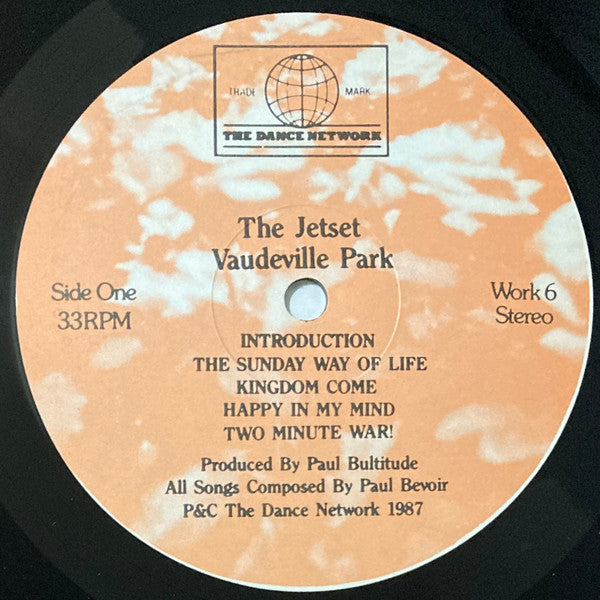 TRADE MARK
THE DANCE NETWORK
The Jetset
Vaudeville Park
Side One
33RPM
Work 6
Stereo
INTRODUCTION
THE SUNDAY WAY OF LIFE
KINGDOM COME
HAPPY IN MY MIND
TWO MINUTE WAR!
Produced By Paul Bultitude
All Songs Composed By Paul Bevoir
P&C The Dance Network 1987